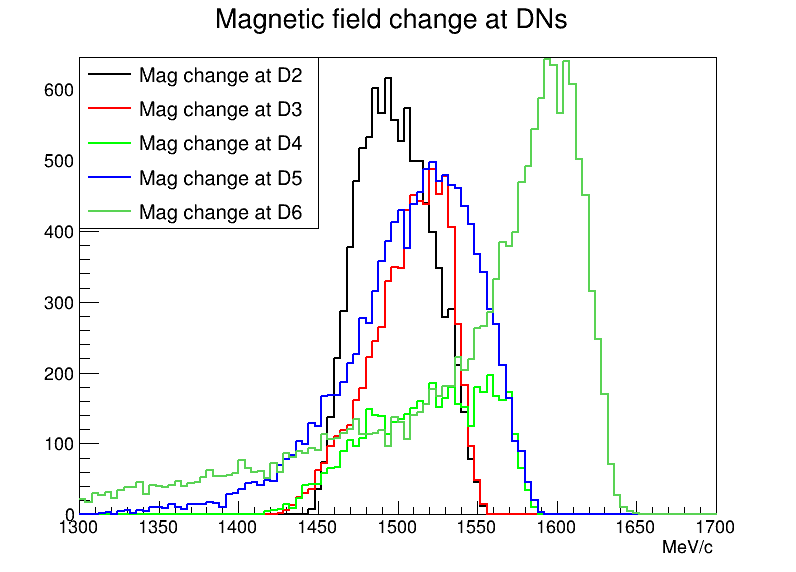 Magnetic field change at DNs
Mag change at D2
Mag change at D3
Mag change at D4
Mag change at D5
Mag change at D6
600
500
400
300
200
100
0
1300 1350 1400 1450 1500 1550 1600 1650 1700
MeV/c